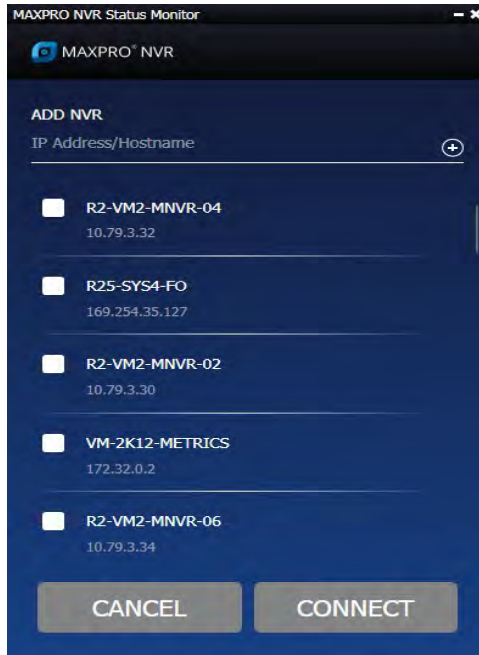 MAXPRO NVR Status Monitor
MAXPRO® NVR
ADD NVR
IP Address/Hostname
R2-VM2-MNVR-04
10.79.3.32
R25-SYS4-FO
169.254.35.127
R2-VM2-MNVR-02
10.79.3.30
VM-2K12-METRICS
172.32.0.2
R2-VM2-MNVR-06
10.79.3.34
CANCEL CONNECT